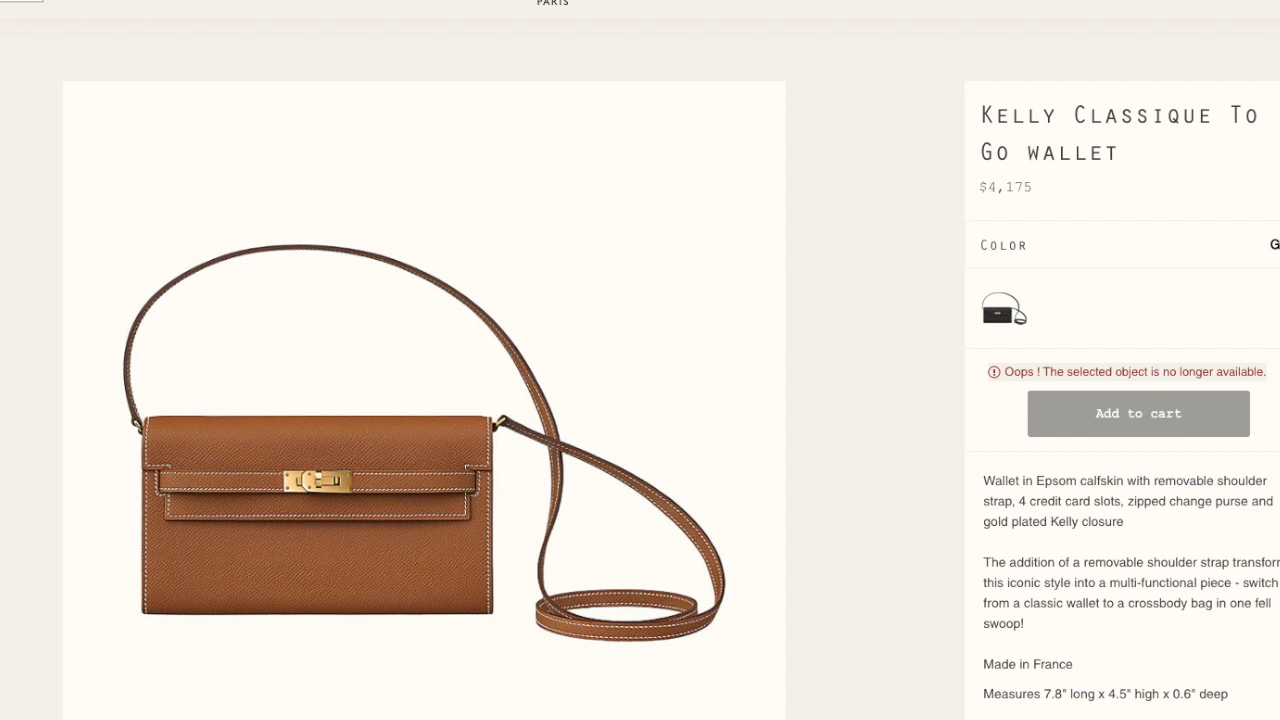 PARIS
Kelly Classique To
Go wallet
$4,175
Color
G
Oops ! The selected object is no longer available.
Add to cart
Wallet in Epsom calfskin with removable shoulder
strap, 4 credit card slots, zipped change purse and
gold plated Kelly closure
The addition of a removable shoulder strap transfor
this iconic style into a multi-functional piece - switch
from a classic wallet to a crossbody bag in one fell
swoop!
Made in France
Measures 7.8" long x 4.5" high x 0.6" deep